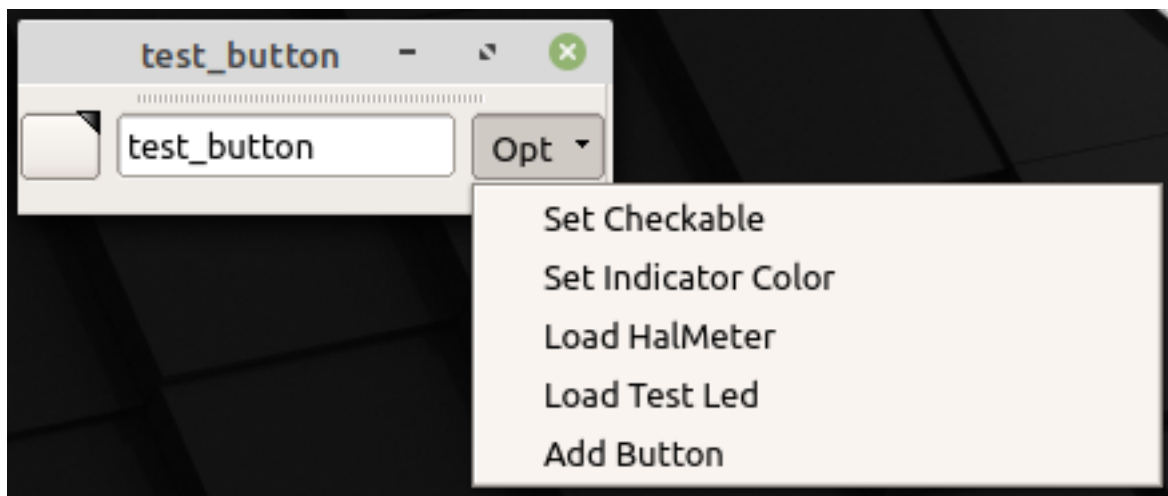 test_button
test_button Opt
Set Checkable
Set Indicator Color
Load HalMeter
Load Test Led
Add Button